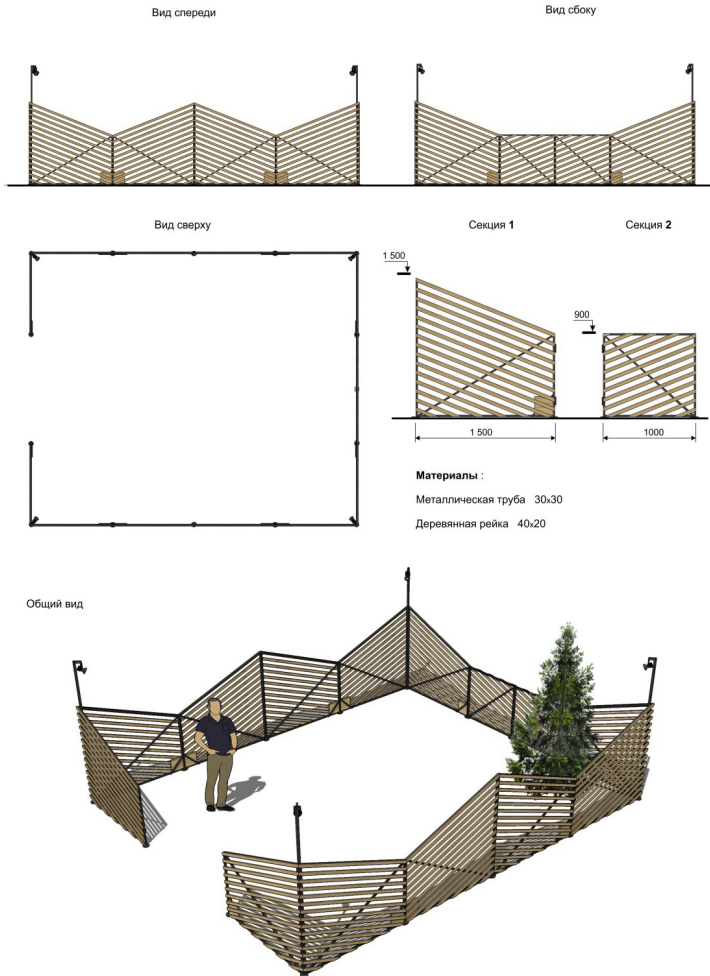 Вид спереди
Вид сбоку
Вид сверху
Секция 1
Секция 2
1 500
900
1 500
1000
Материалы :
Металлическая труба 30х30
Деревянная рейка 40х20
Общий вид